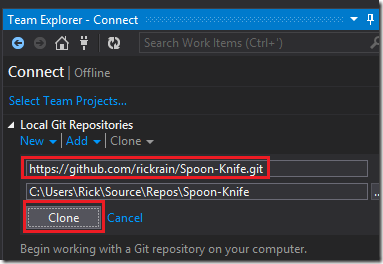 Team Explorer - Connect
Search Work Items (Ctrl+')
Connect | Offline
Select Team Projects...
Local Git Repositories
New Add Clone
https://github.com/rickrain/Spoon-Knife.git
C:\Users\Rick\Source\Repos\Spoon-Knife
...
Clone Cancel
Begin working with a Git repository on your computer.